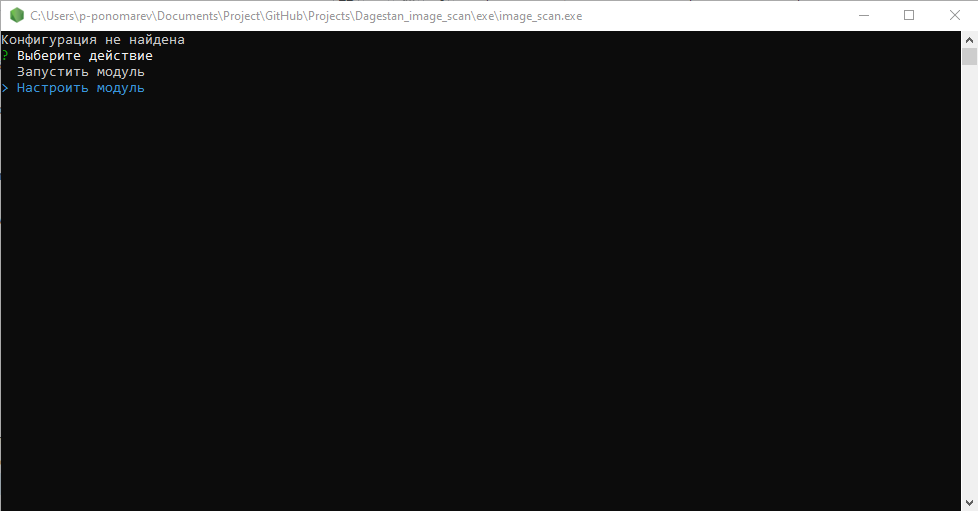 C:\Users\p-ponomarev\Documents\Project\GitHub\Projects\Dagestan_image_scan\exe\image_scan.exe
Конфигурация не найдена
? Выберите действие
Запустить модуль
> Настроить модуль